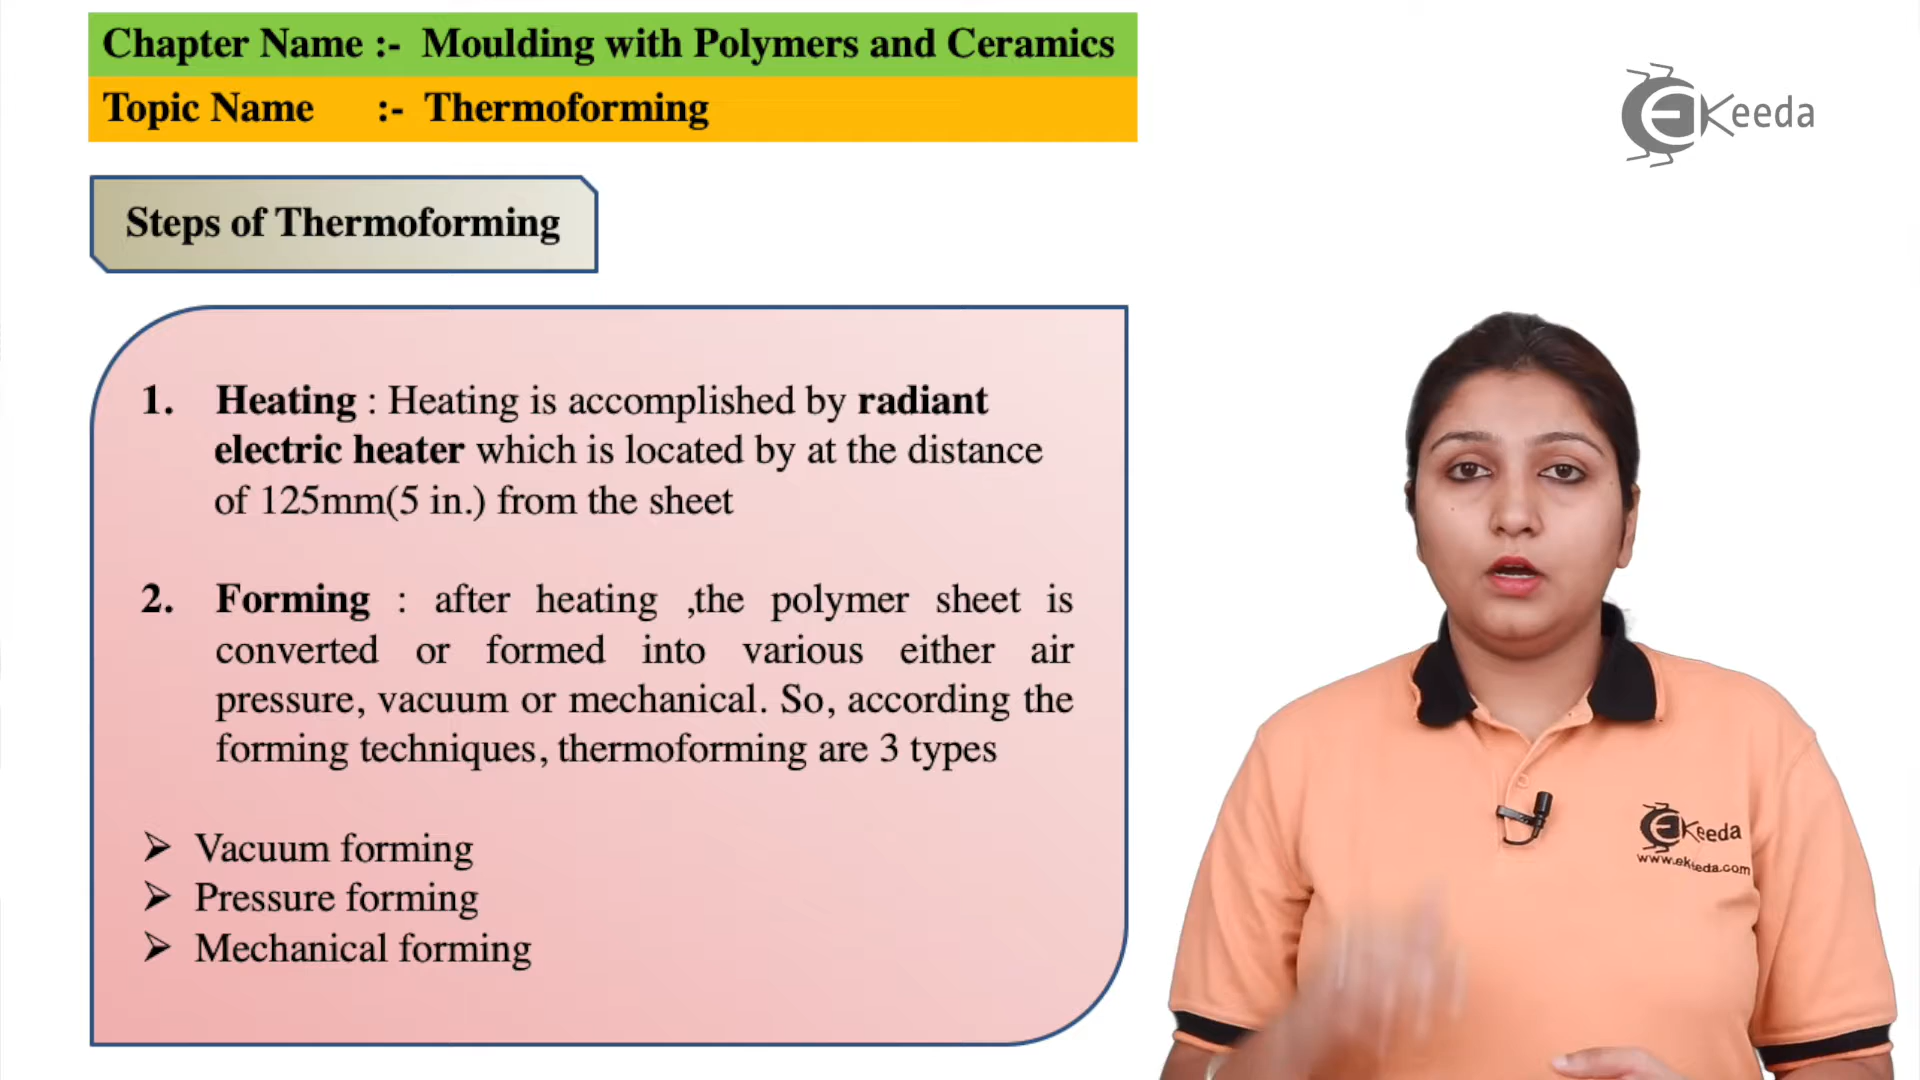 Chapter Name :- Moulding with Polymers and Ceramics
Topic Name :- Thermoforming
Keeda
Steps of Thermoforming
1. Heating : Heating is accomplished by radiant
electric heater which is located by at the distance
of 125mm(5 in.) from the sheet
2. Forming : after heating ,the polymer sheet is
converted or formed into various either air
pressure, vacuum or mechanical. So, according the
forming techniques, thermoforming are 3 types
➢ Vacuum forming
➢ Pressure forming
➢ Mechanical forming
Keeda
www.ekeeda.com